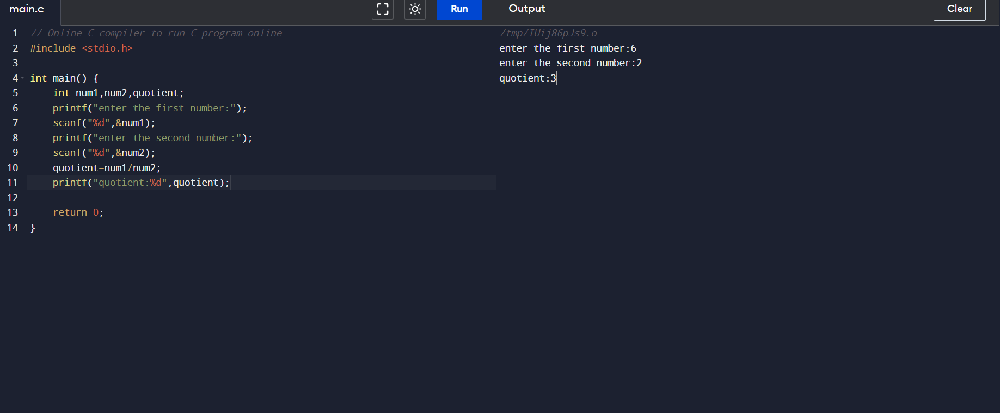 main.c
Run
Output
Clear
1 // Online C compiler to run C program online
2 #include <stdio.h>
3
4 int main() {
5     int num1,num2,quotient;
6     printf("enter the first number:");
7     scanf("%d",&num1);
8     printf("enter the second number:");
9     scanf("%d",&num2);
10     quotient=num1/num2;
11     printf("quotient:%d",quotient);
12
13     return 0;
14 }
/tmp/IUij86pJs9.o
enter the first number:6
enter the second number:2
quotient:3